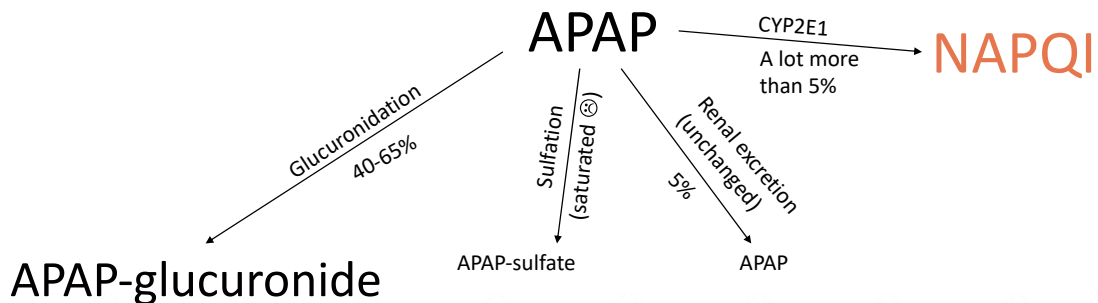 APAP
CYP2E1
A lot more
than 5%
NAPQI
Glucuronidation
40-65%
Sulfation
(saturated ☹)
Renal excretion
(unchanged)
5%
APAP-glucuronide
APAP-sulfate
APAP